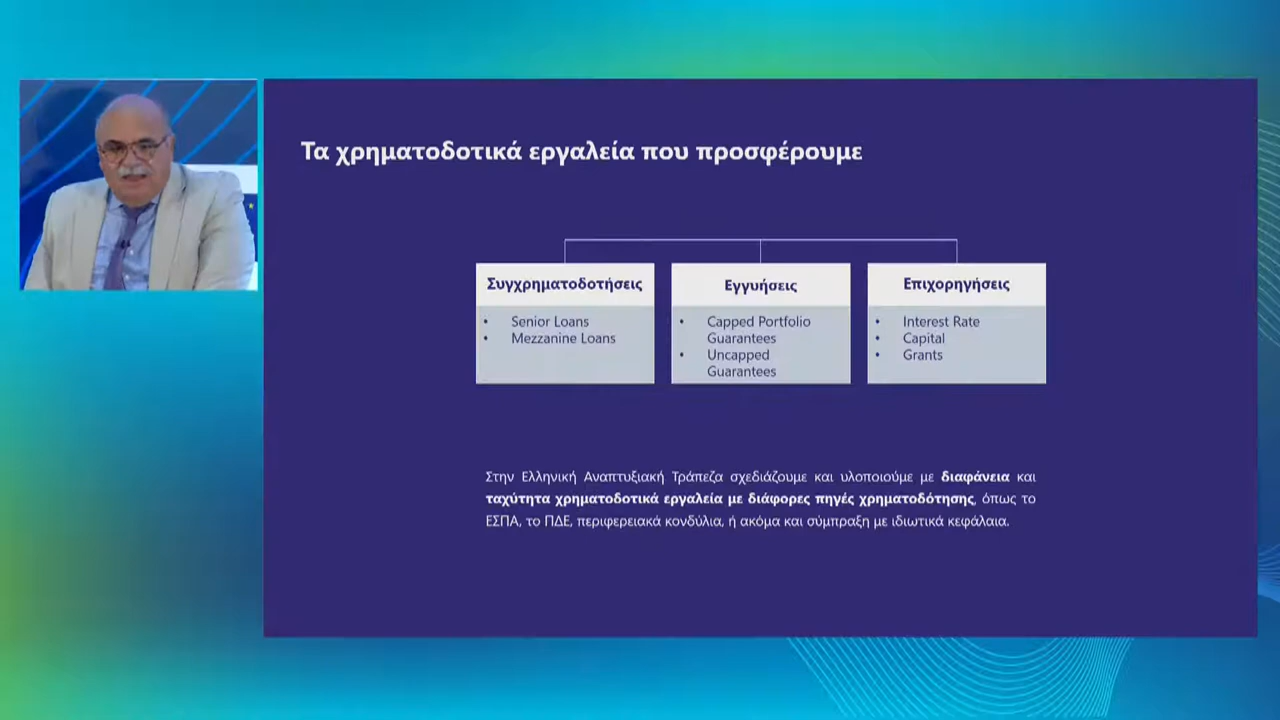 Τα χρηματοδοτικά εργαλεία που προσφέρουμε
Συγχρηματοδοτήσεις
• Senior Loans
• Mezzanine Loans
Εγγυήσεις
• Capped Portfolio
Guarantees
• Uncapped
Guarantees
Επιχορηγήσεις
• Interest Rate
• Capital
• Grants
Στην Ελληνική Αναπτυξιακή Τράπεζα σχεδιάζουμε και υλοποιούμε με διαφάνεια και
ταχύτητα χρηματοδοτικά εργαλεία με διάφορες πηγές χρηματοδότησης, όπως το
ΕΣΠΑ, το ΠΔΕ, περιφερειακά κονδύλια, ή ακόμα και σύμπραξη με ιδιωτικά κεφάλαια.